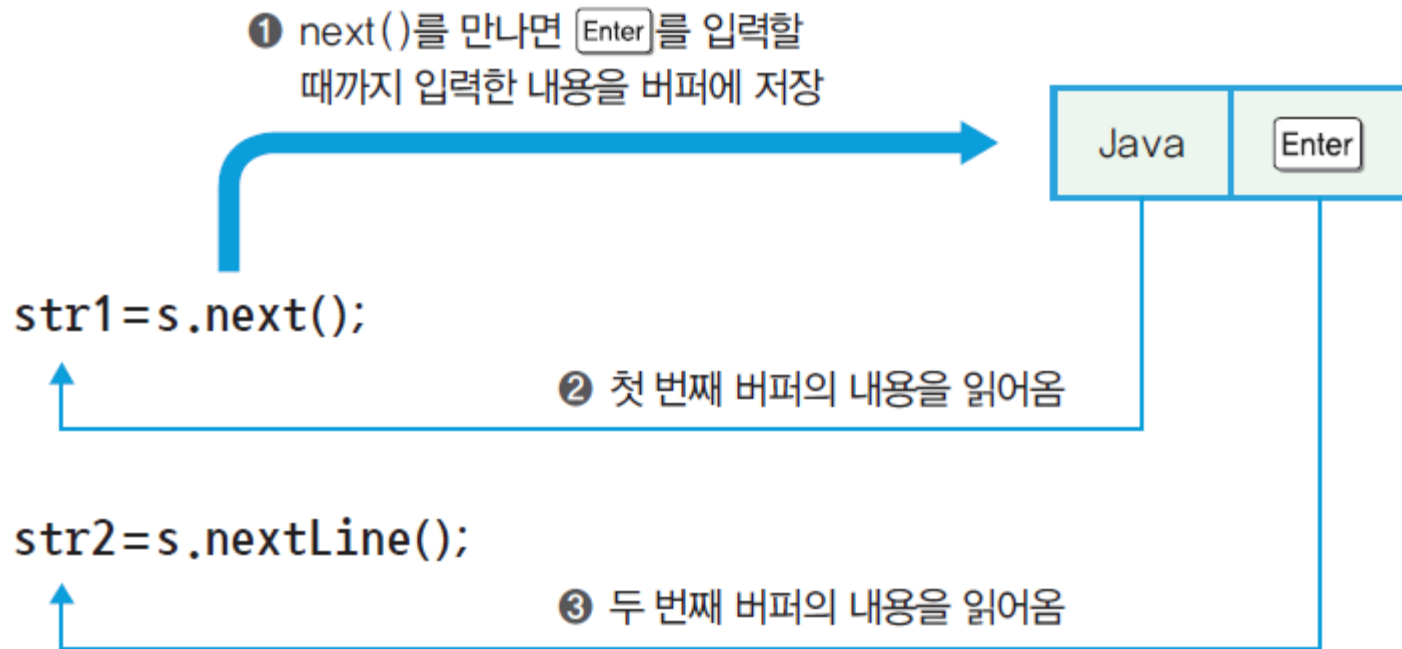 ❶ next()를 만나면 Enter를 입력할
때까지 입력한 내용을 버퍼에 저장
Java Enter
str1=s.next();
❷ 첫 번째 버퍼의 내용을 읽어옴
str2=s.nextLine();
❸ 두 번째 버퍼의 내용을 읽어옴